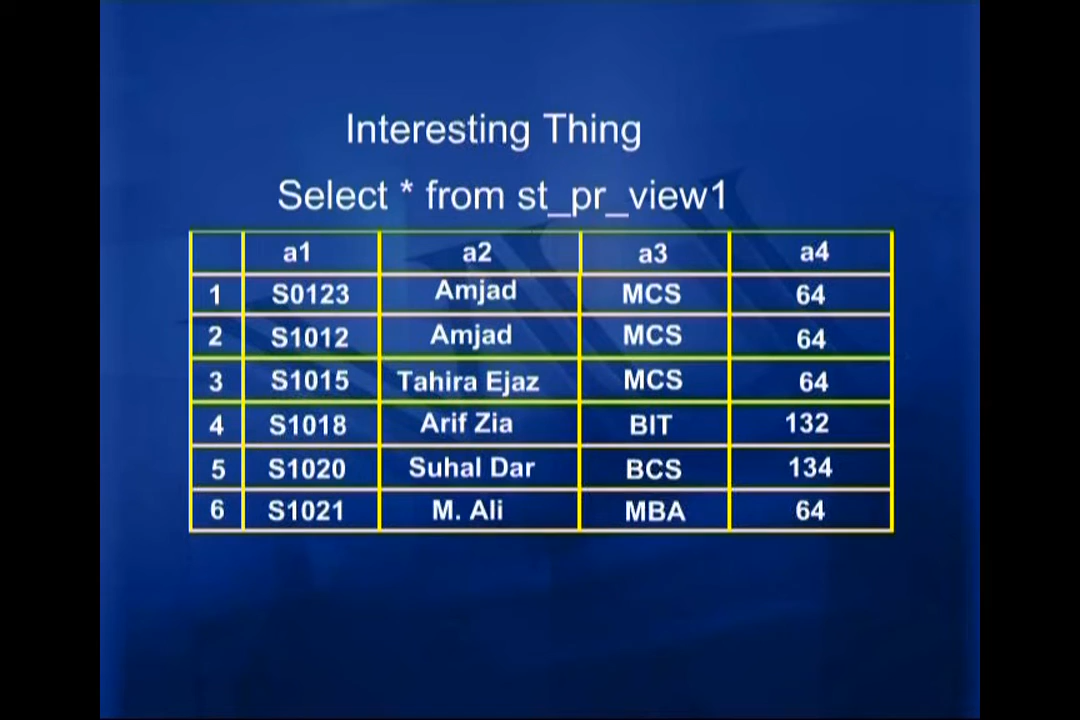 Interesting Thing
Select * from st_pr_view1
a1 a2 a3 a4
1 S0123 Amjad MCS 64
2 S1012 Amjad MCS 64
3 S1015 Tahira Ejaz MCS 64
4 S1018 Arif Zia BIT 132
5 S1020 Suhal Dar BCS 134
6 S1021 M. Ali MBA 64